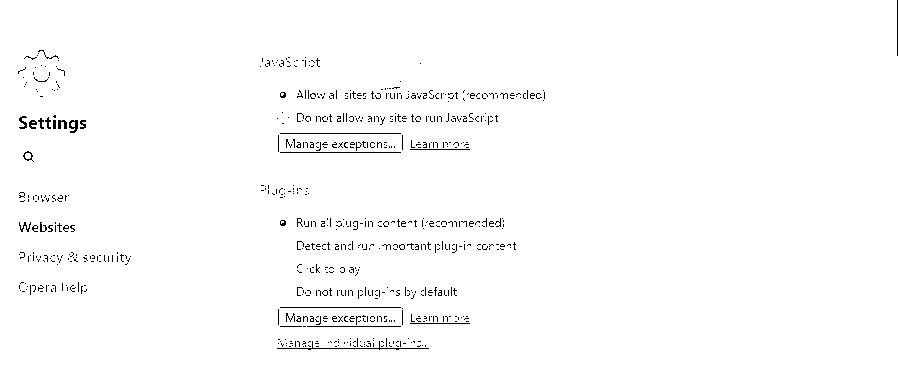 Settings
Browser
Websites
Privacy & security
Opera help
JavaScript
Allow all sites to run JavaScript (recommended)
Do not allow any site to run JavaScript
Manage exceptions... Learn more
Plug-ins
Run all plug-in content (recommended)
Detect and run important plug-in content
Click to play
Do not run plug-ins by default
Manage exceptions... Learn more
Manage individual plug-ins...